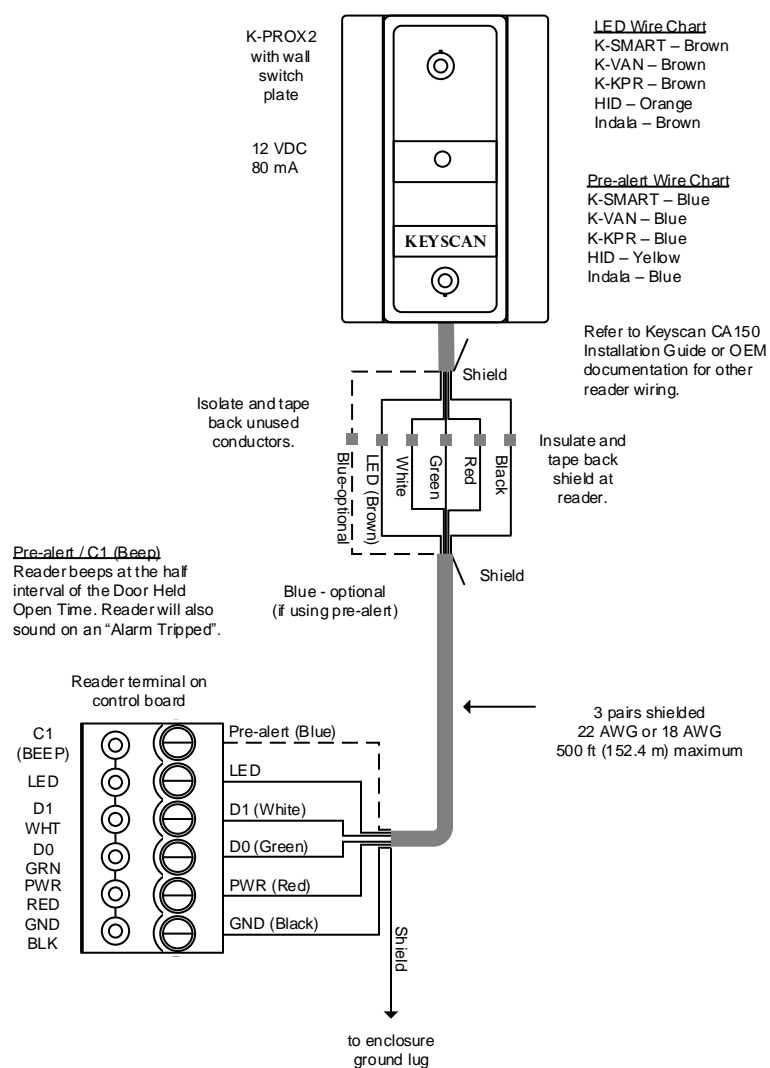 K-PROX2
with wall
switch
plate
12 VDC
80 mA
KEYSCAN
LED Wire Chart
K-SMART – Brown
K-VAN – Brown
K-KPR – Brown
HID – Orange
Indala – Brown
Pre-alert Wire Chart
K-SMART – Blue
K-VAN – Blue
K-KPR – Blue
HID – Yellow
Indala – Blue
Refer to Keyscan CA150
Installation Guide or OEM
documentation for other
reader wiring.
Shield
Isolate and tape
back unused
conductors.
Blue-optional
LED (Brown)
White
Green
Red
Black
Insulate and
tape back
shield at
reader.
Shield
Blue - optional
(if using pre-alert)
Pre-alert / C1 (Beep)
Reader beeps at the half
interval of the Door Held
Open Time. Reader will also
sound on an “Alarm Tripped”.
3 pairs shielded
22 AWG or 18 AWG
500 ft (152.4 m) maximum
Reader terminal on
control board
C1
(BEEP)
LED
D1
WHT
D0
GRN
PWR
RED
GND
BLK
Pre-alert (Blue)
LED
D1 (White)
D0 (Green)
PWR (Red)
GND (Black)
Shield
to enclosure
ground lug